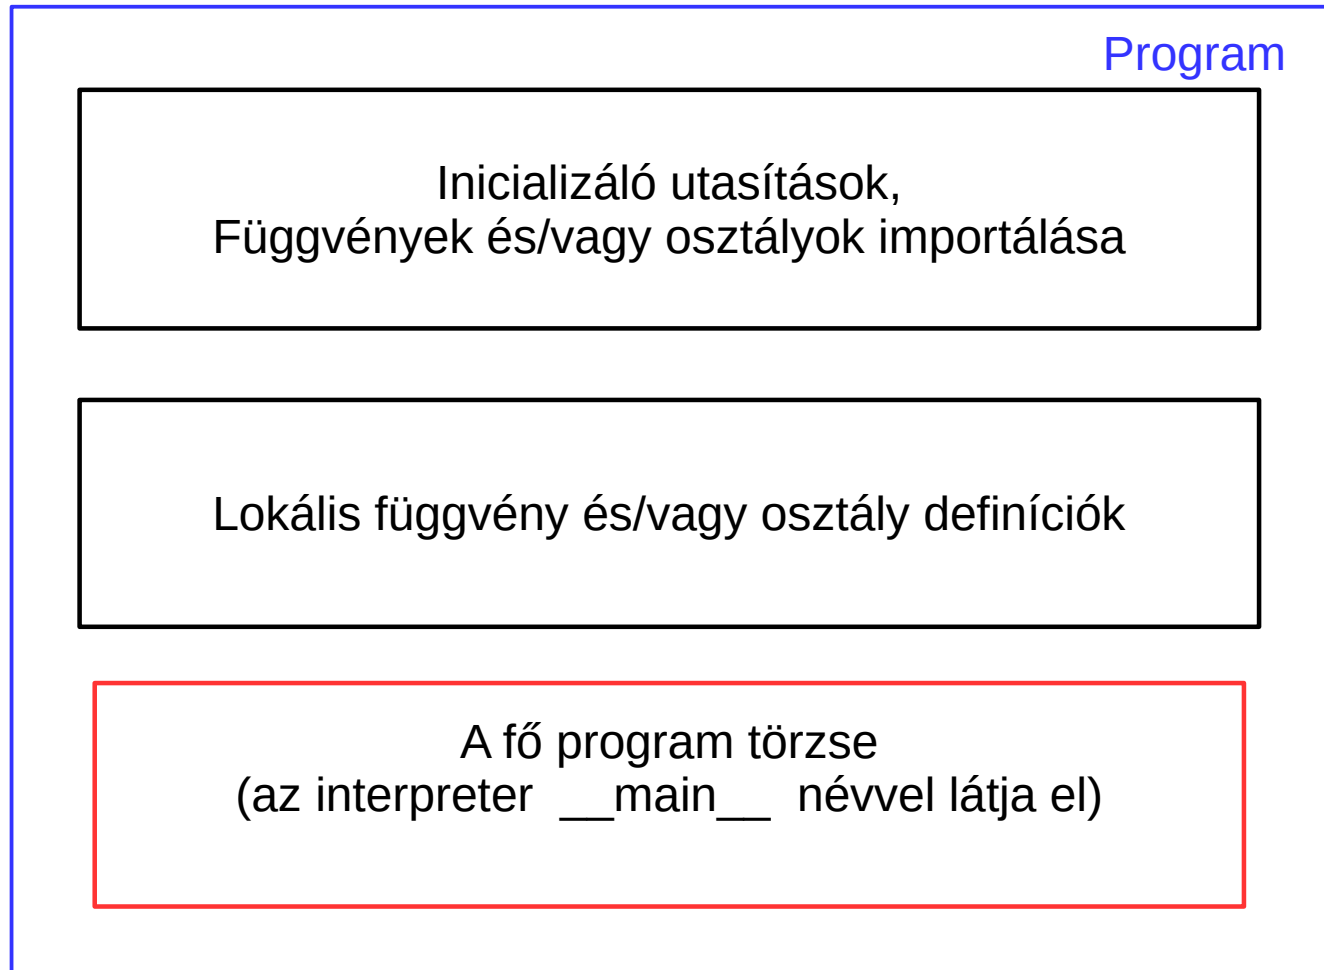 Program
Inicializáló utasítások,
Függvények és/vagy osztályok importálása
Lokális függvény és/vagy osztály definíciók
A fő program törzse
(az interpreter __main__ névvel látja el)